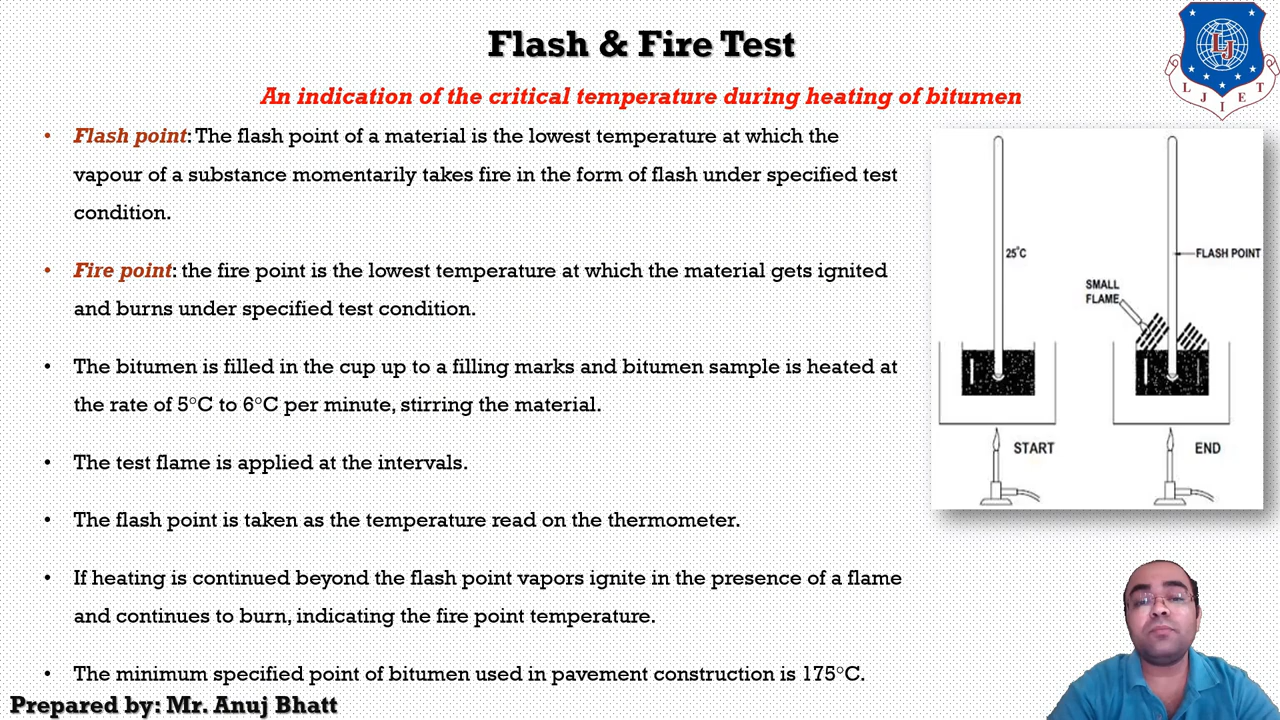 Flash & Fire Test
An indication of the critical temperature during heating of bitumen
• Flash point: The flash point of a material is the lowest temperature at which the
vapour of a substance momentarily takes fire in the form of flash under specified test
condition.
• Fire point: the fire point is the lowest temperature at which the material gets ignited
and burns under specified test condition.
• The bitumen is filled in the cup up to a filling marks and bitumen sample is heated at
the rate of 5°C to 6°C per minute, stirring the material.
• The test flame is applied at the intervals.
• The flash point is taken as the temperature read on the thermometer.
• If heating is continued beyond the flash point vapors ignite in the presence of a flame
and continues to burn, indicating the fire point temperature.
• The minimum specified point of bitumen used in pavement construction is 175°C.
Prepared by: Mr. Anuj Bhatt
LJ
LJIET
25°C
FLASH POINT
SMALL
FLAME
START
END